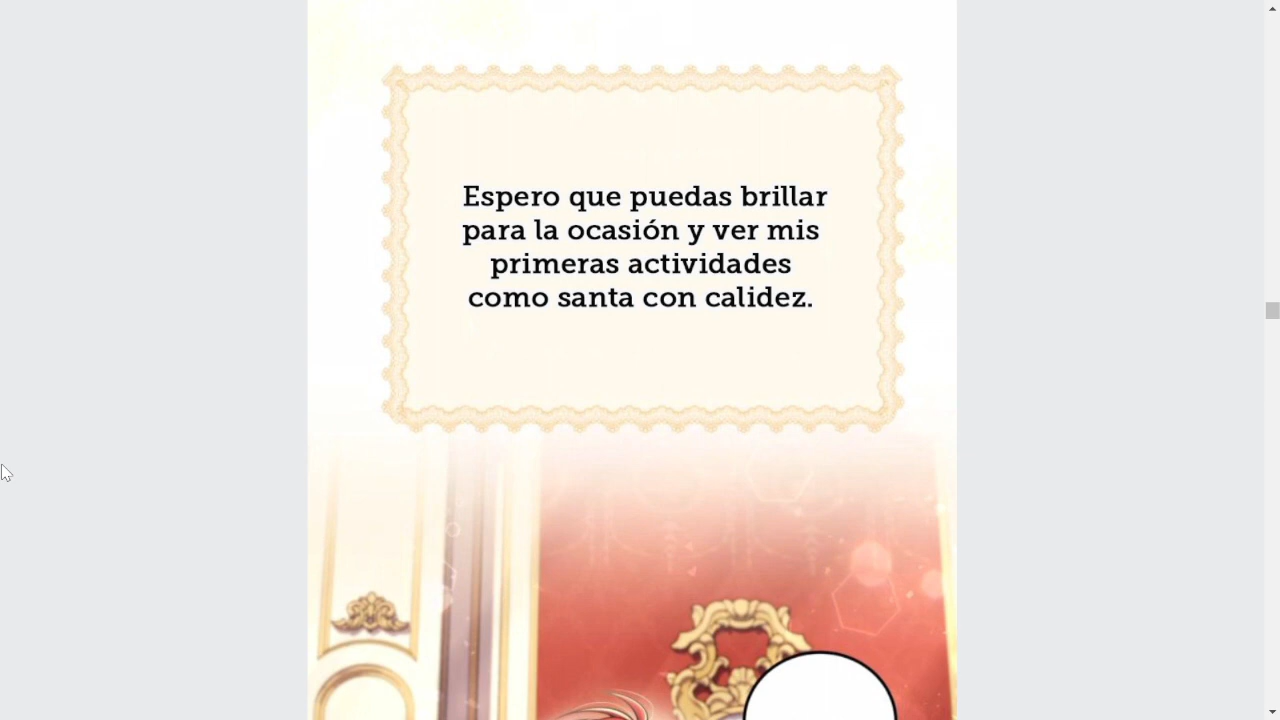 Espero que puedas brillar
para la ocasión y ver mis
primeras actividades
como santa con calidez.